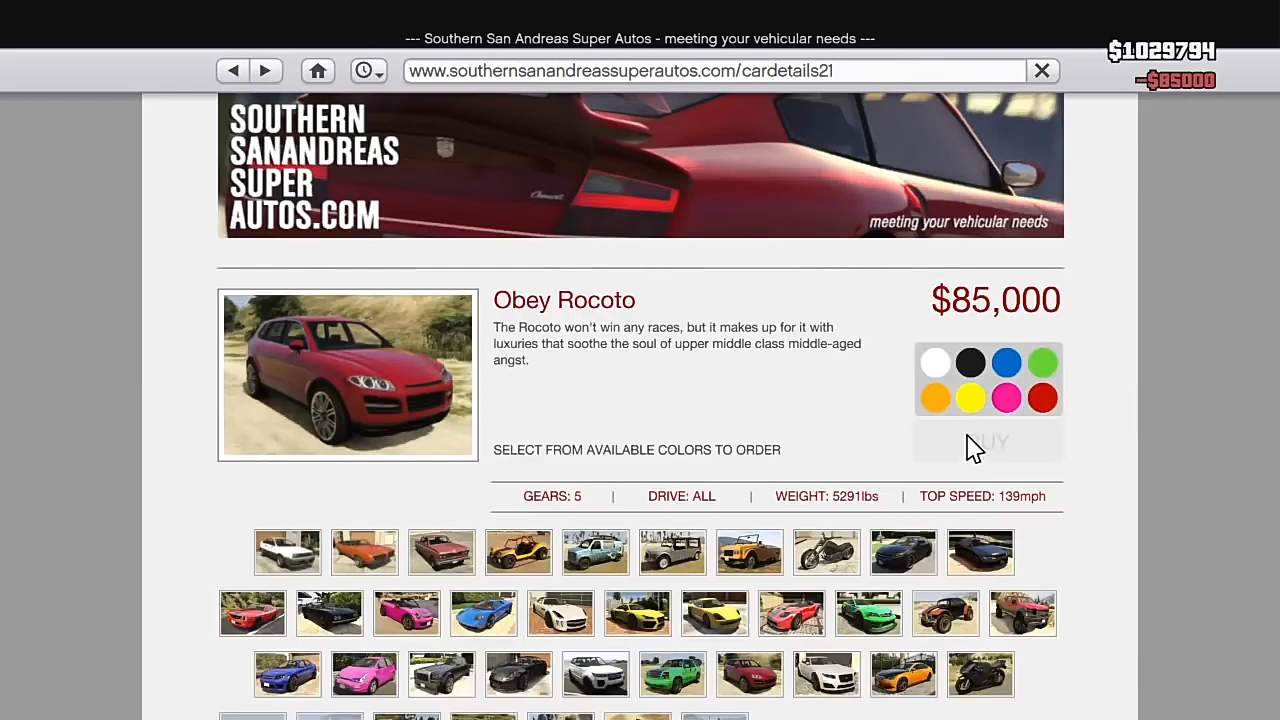 --- Southern San Andreas Super Autos - meeting your vehicular needs ---
$1029794
-$85000
www.southernsanandreassuperautos.com/cardetails21
SOUTHERN
SANANDREAS
SUPER
AUTOS.COM
meeting your vehicular needs
Obey Rocoto
$85,000
The Rocoto won't win any races, but it makes up for it with
luxuries that soothe the soul of upper middle class middle-aged
angst.
SELECT FROM AVAILABLE COLORS TO ORDER
GEARS: 5 | DRIVE: ALL | WEIGHT: 5291lbs | TOP SPEED: 139mph